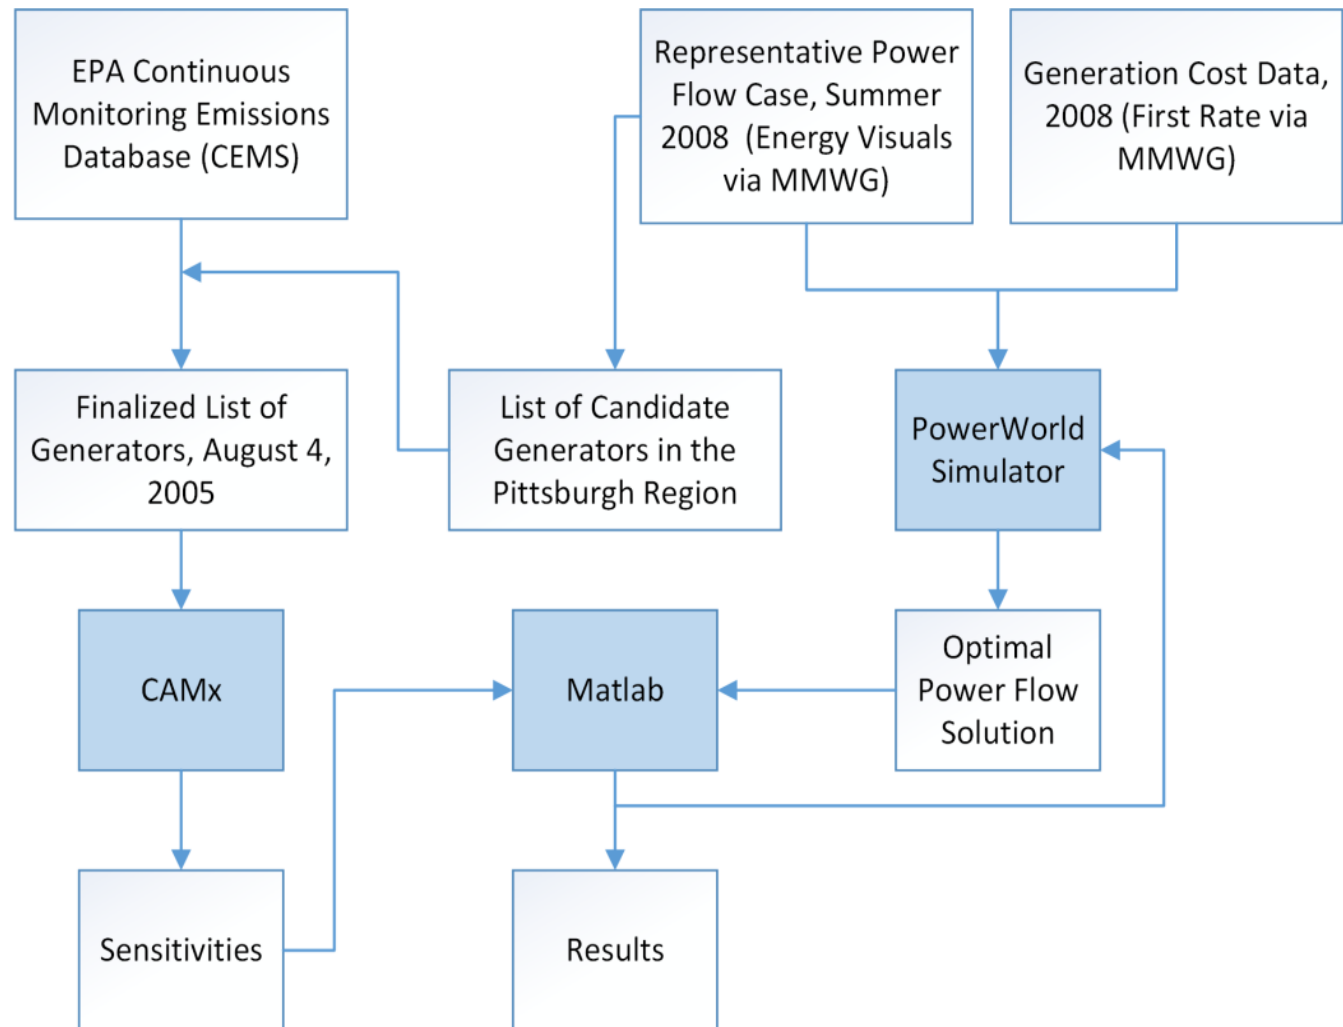 EPA Continuous
Monitoring Emissions
Database (CEMS)
Representative Power
Flow Case, Summer
2008 (Energy Visuals
via MMWG)
Generation Cost Data,
2008 (First Rate via
MMWG)
Finalized List of
Generators, August 4,
2005
List of Candidate
Generators in the
Pittsburgh Region
PowerWorld
Simulator
CAMx
Matlab
Optimal
Power Flow
Solution
Sensitivities
Results